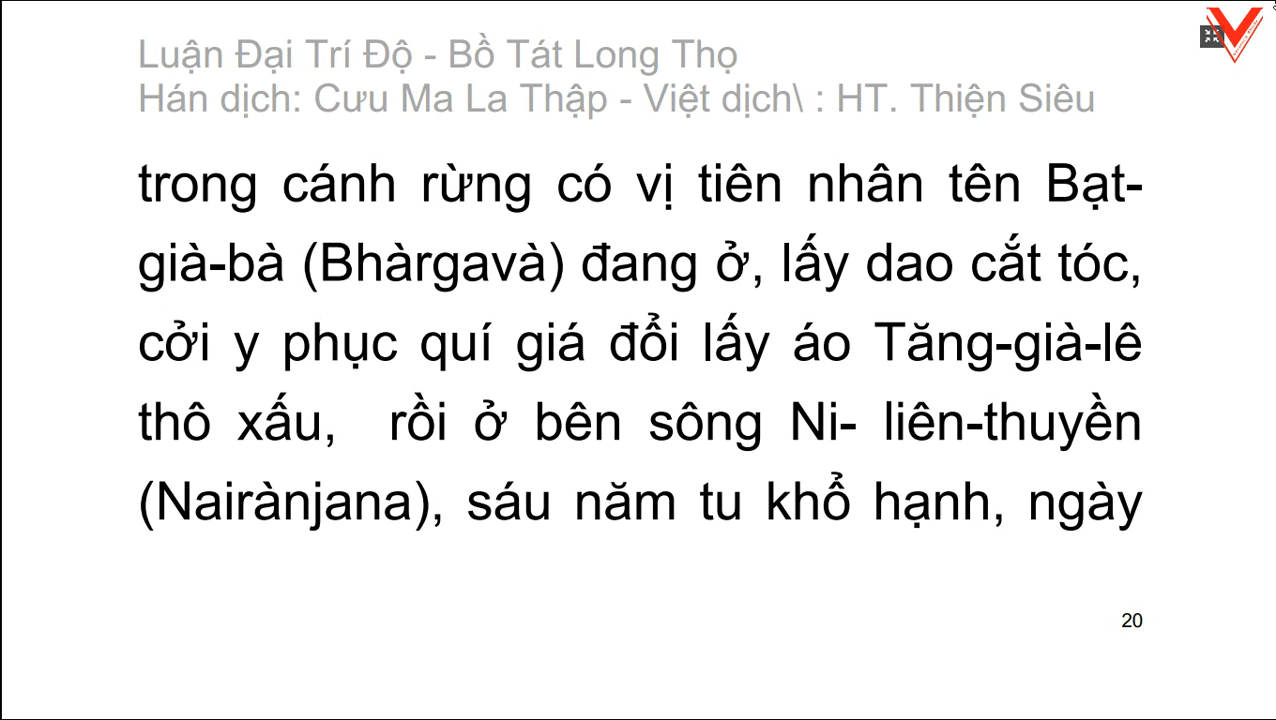 Luận Đại Trí Độ - Bồ Tát Long Thọ
Hán dịch: Cưu Ma La Thập - Việt dịch\ : HT. Thiện Siêu
trong cánh rừng có vị tiên nhân tên Bạt-
già-bà (Bhàrgavà) đang ở, lấy dao cắt tóc,
cởi y phục quí giá đổi lấy áo Tăng-già-lê
thô xấu, rồi ở bên sông Ni- liên-thuyền
(Nairànjana), sáu năm tu khổ hạnh, ngày
20